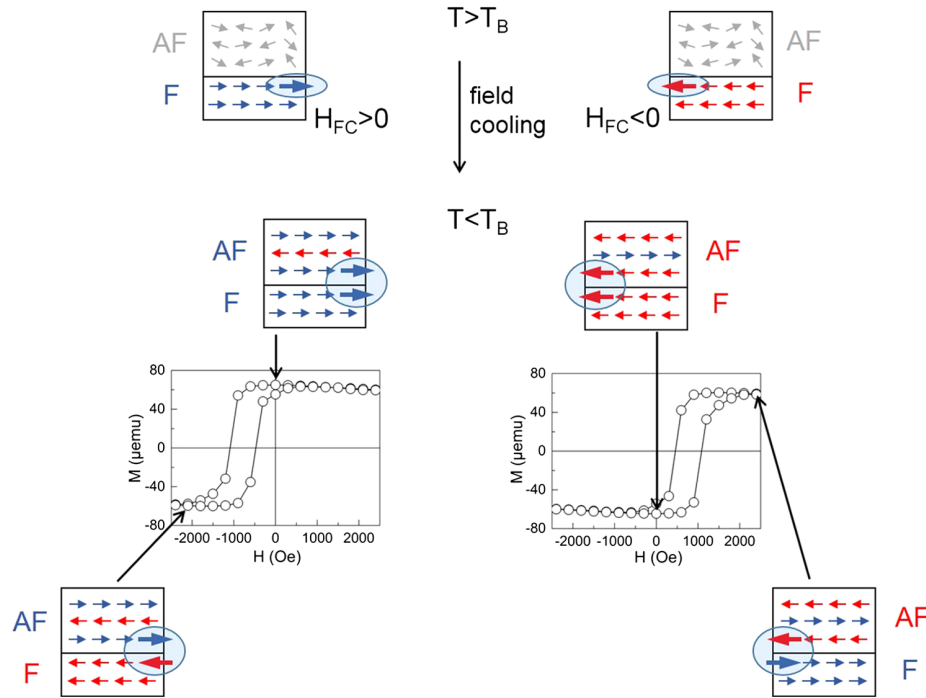 T>T_B
AF
F
H_FC>0
field
cooling
AF
F
H_FC<0
T<T_B
AF
F
AF
F
80
40
0
-40
-80
M (µemu)
-2000 -1000 0 1000 2000
H (Oe)
80
40
0
-40
-80
M (µemu)
-2000 -1000 0 1000 2000
H (Oe)
AF
F
AF
F